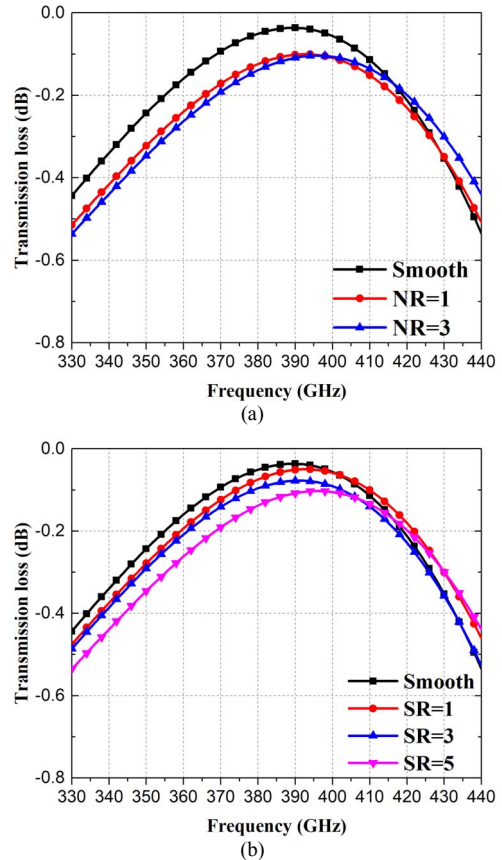 0.0
-0.2
-0.4
-0.6
-0.8
Transmission loss (dB)
Smooth
NR=1
NR=3
330 340 350 360 370 380 390 400 410 420 430 440
Frequency (GHz)
(a)
0.0
-0.2
-0.4
-0.6
-0.8
Transmission loss (dB)
Smooth
SR=1
SR=3
SR=5
330 340 350 360 370 380 390 400 410 420 430 440
Frequency (GHz)
(b)